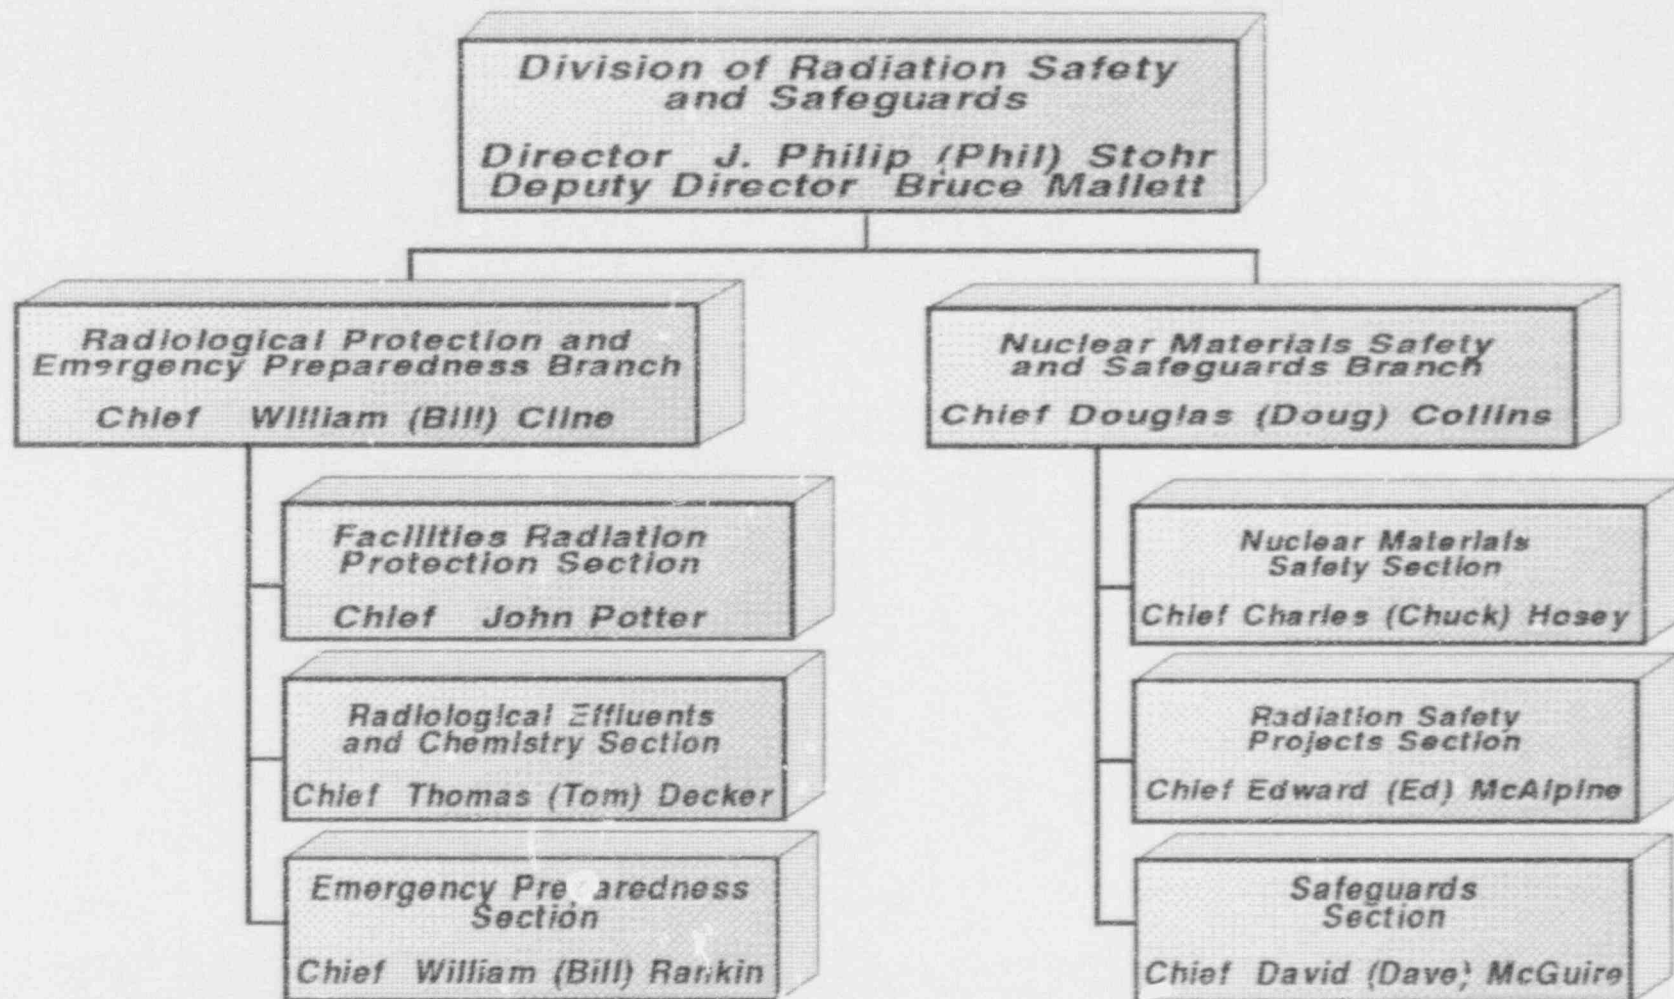 Division of Radiation Safety
and Safeguards
Director J. Philip (Phil) Stohr
Deputy Director Bruce Mallett
Radiological Protection and
Emergency Preparedness Branch
Chief William (Bill) Cline
Facilities Radiation
Protection Section
Chief John Potter
Radiological Effluents
and Chemistry Section
Chief Thomas (Tom) Decker
Emergency Preparedness
Section
Chief William (Bill) Rankin
Nuclear Materials Safety
and Safeguards Branch
Chief Douglas (Doug) Collins
Nuclear Materials
Safety Section
Chief Charles (Chuck) Hosey
Radiation Safety
Projects Section
Chief Edward (Ed) McAlpine
Safeguards
Section
Chief David (Dave) McGuire